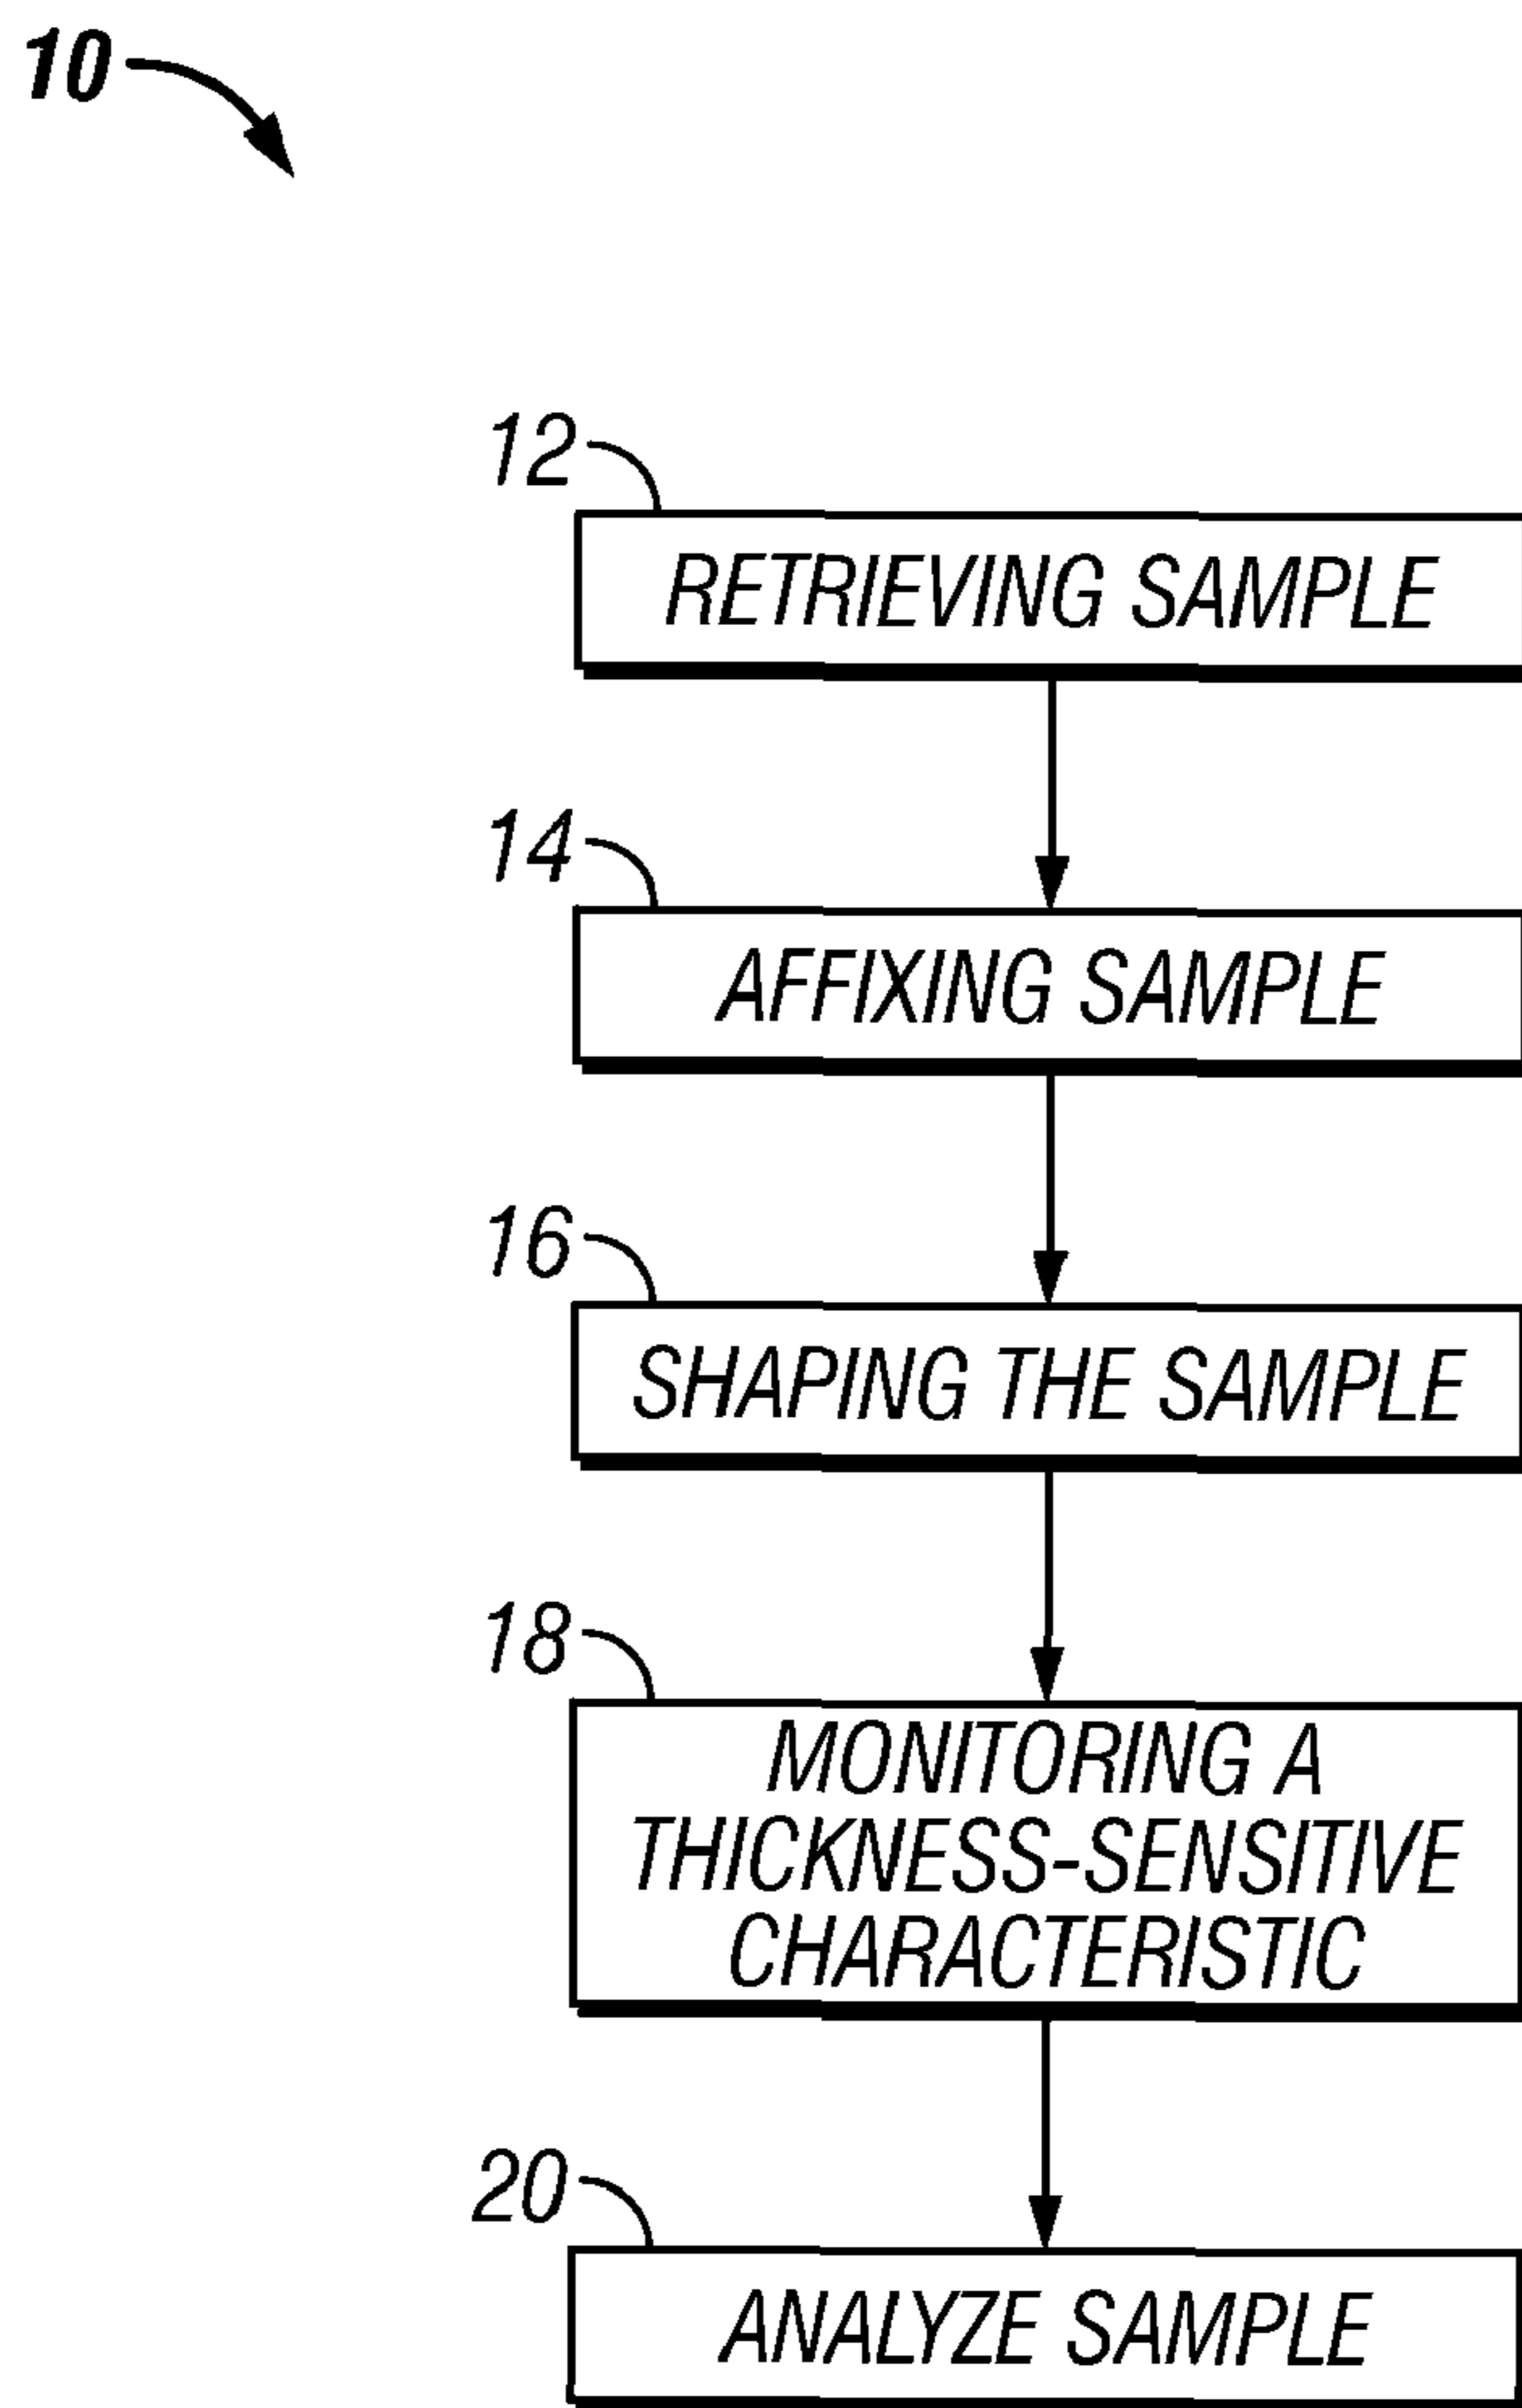 10
12
RETRIEVING SAMPLE
14
AFFIXING SAMPLE
16
SHAPING THE SAMPLE
18
MONITORING A
THICKNESS-SENSITIVE
CHARACTERISTIC
20
ANALYZE SAMPLE